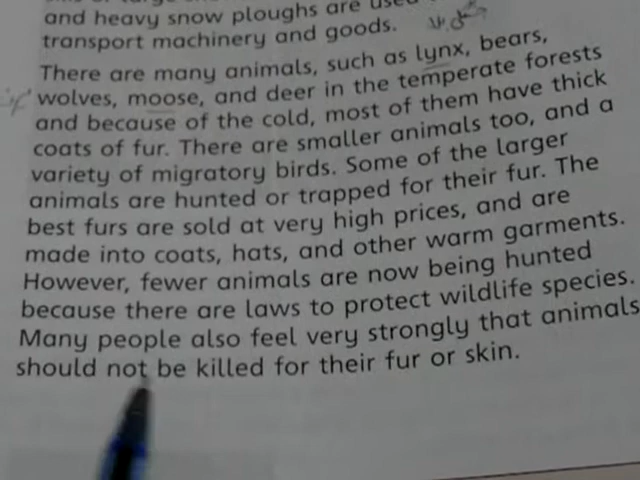 and heavy snow ploughs are used
transport machinery and goods.
There are many animals, such as lynx, bears,
wolves, moose, and deer in the temperate forests
and because of the cold, most of them have thick
coats of fur. There are smaller animals too, and a
variety of migratory birds. Some of the larger
animals are hunted or trapped for their fur. The
best furs are sold at very high prices, and are
made into coats, hats, and other warm garments.
However, fewer animals are now being hunted
because there are laws to protect wildlife species.
Many people also feel very strongly that animals
should not be killed for their fur or skin.